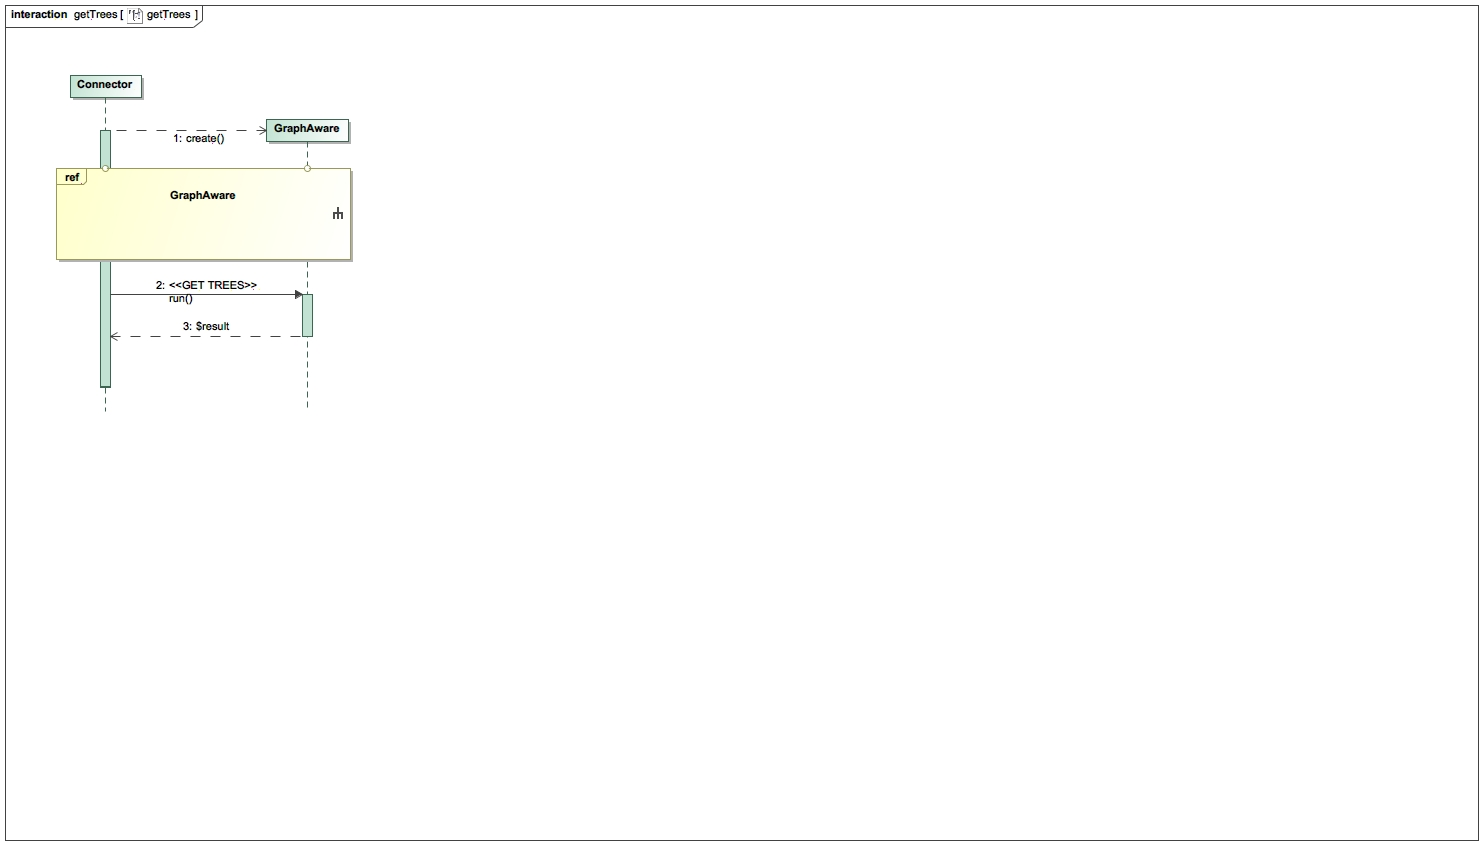 interaction getTrees [ getTrees ]
Connector
GraphAware
1: create()
ref
GraphAware
2: <<GET TREES>>
run()
3: $result